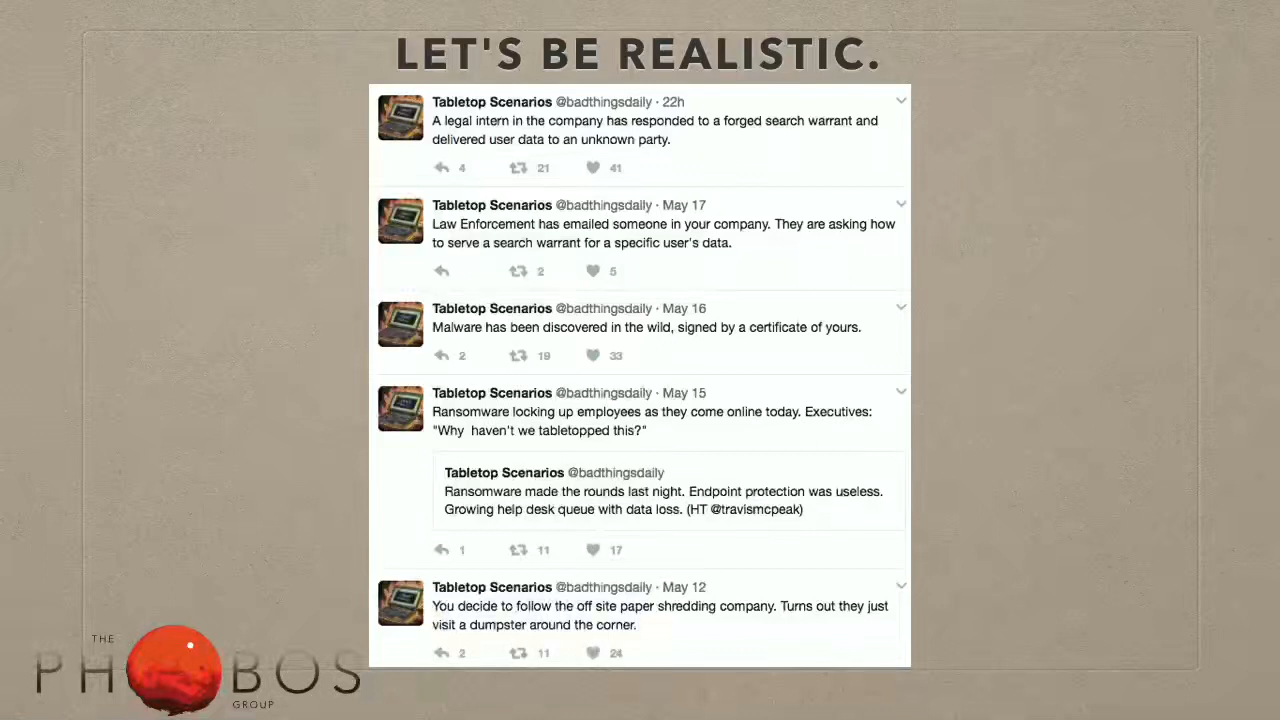 LET'S BE REALISTIC.
Tabletop Scenarios @badthingsdaily · 22h
A legal intern in the company has responded to a forged search warrant and
delivered user data to an unknown party.
4 21 41
Tabletop Scenarios @badthingsdaily · May 17
Law Enforcement has emailed someone in your company. They are asking how
to serve a search warrant for a specific user's data.
2 5
Tabletop Scenarios @badthingsdaily · May 16
Malware has been discovered in the wild, signed by a certificate of yours.
2 19 33
Tabletop Scenarios @badthingsdaily · May 15
Ransomware locking up employees as they come online today. Executives:
"Why haven't we tabletopped this?"
Tabletop Scenarios @badthingsdaily
Ransomware made the rounds last night. Endpoint protection was useless.
Growing help desk queue with data loss. (HT @travismcpeak)
1 11 17
Tabletop Scenarios @badthingsdaily · May 12
You decide to follow the off site paper shredding company. Turns out they just
visit a dumpster around the corner.
2 11 24
THE
PHOBOS
GROUP